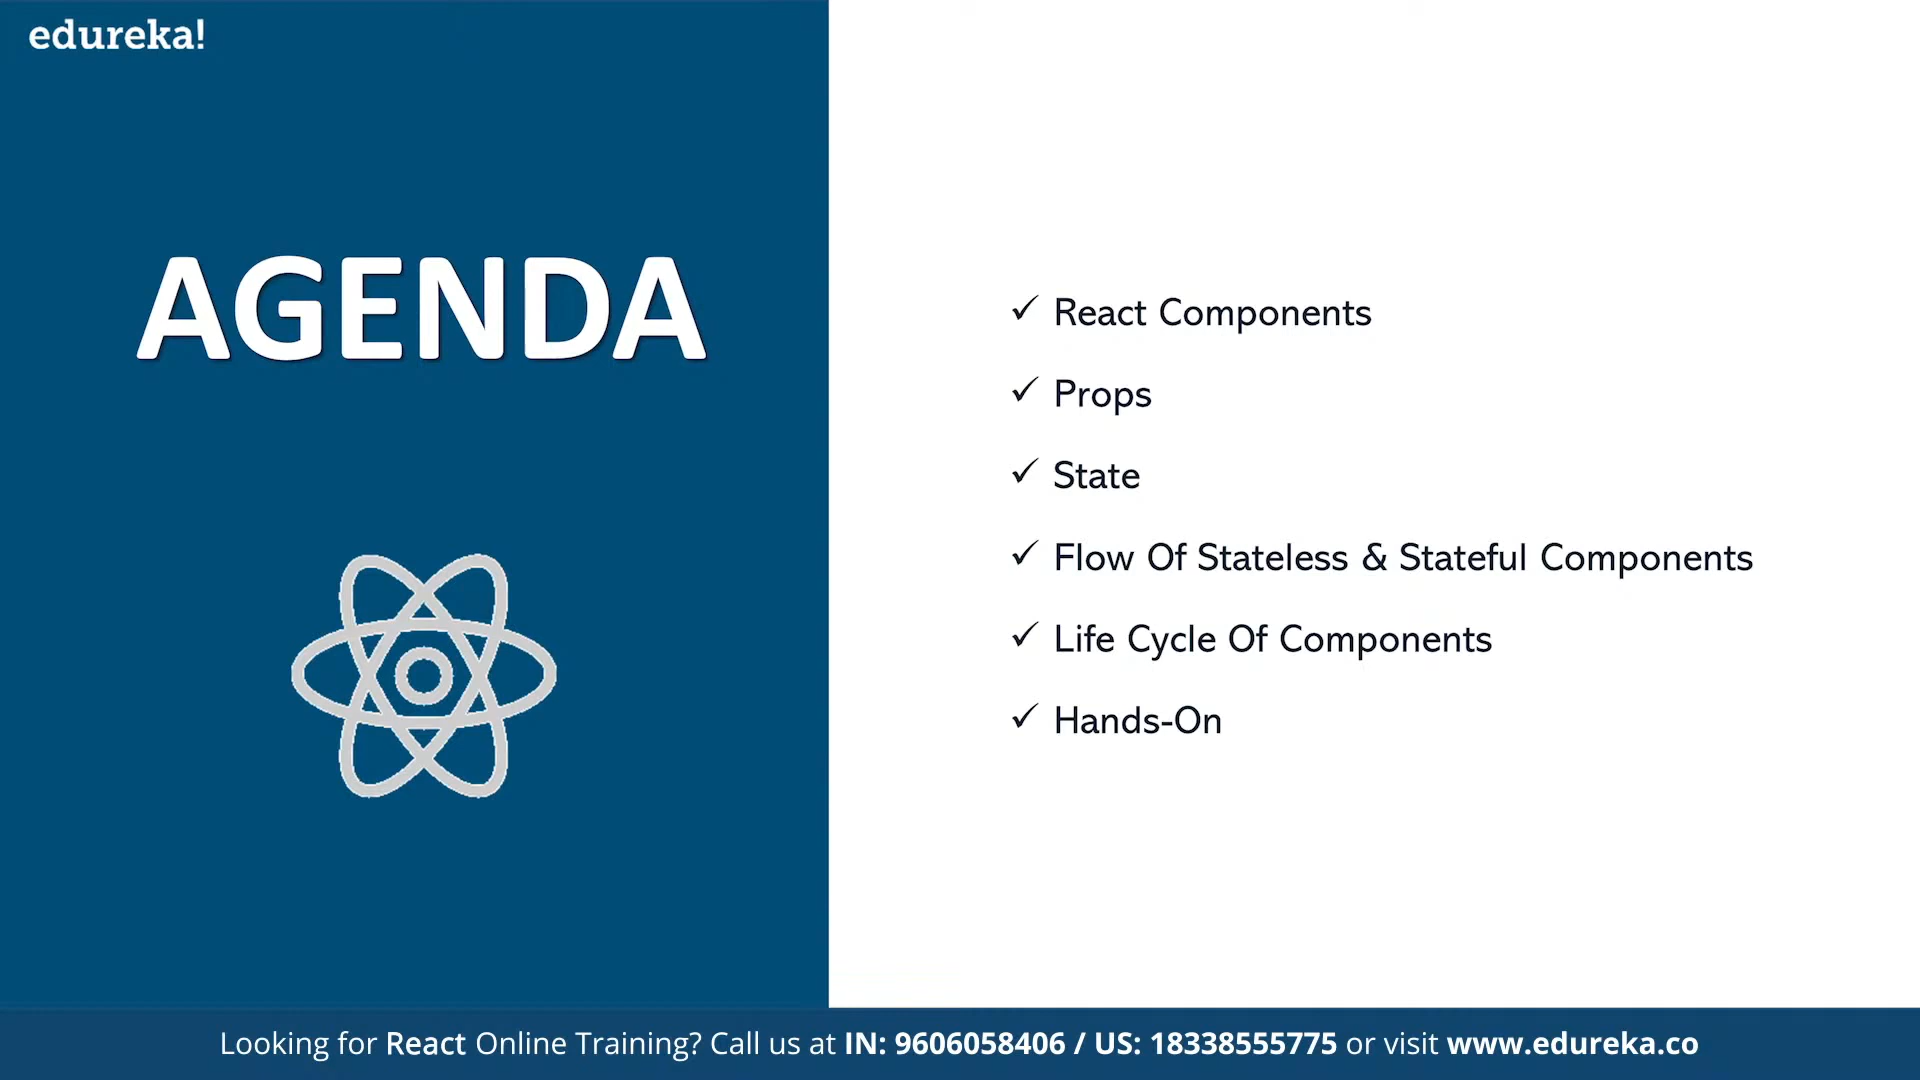 edureka!
AGENDA
✓ React Components
✓ Props
✓ State
✓ Flow Of Stateless & Stateful Components
✓ Life Cycle Of Components
✓ Hands-On
Looking for React Online Training? Call us at IN: 9606058406 / US: 18338555775 or visit www.edureka.co